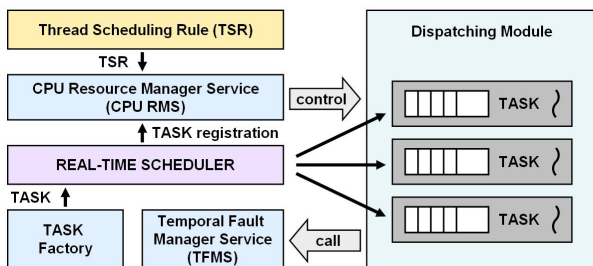 Thread Scheduling Rule (TSR)
TSR
CPU Resource Manager Service
(CPU RMS)
TASK registration
REAL-TIME SCHEDULER
TASK
TASK
Factory
Temporal Fault
Manager Service
(TFMS)
control
call
Dispatching Module
TASK
TASK
TASK